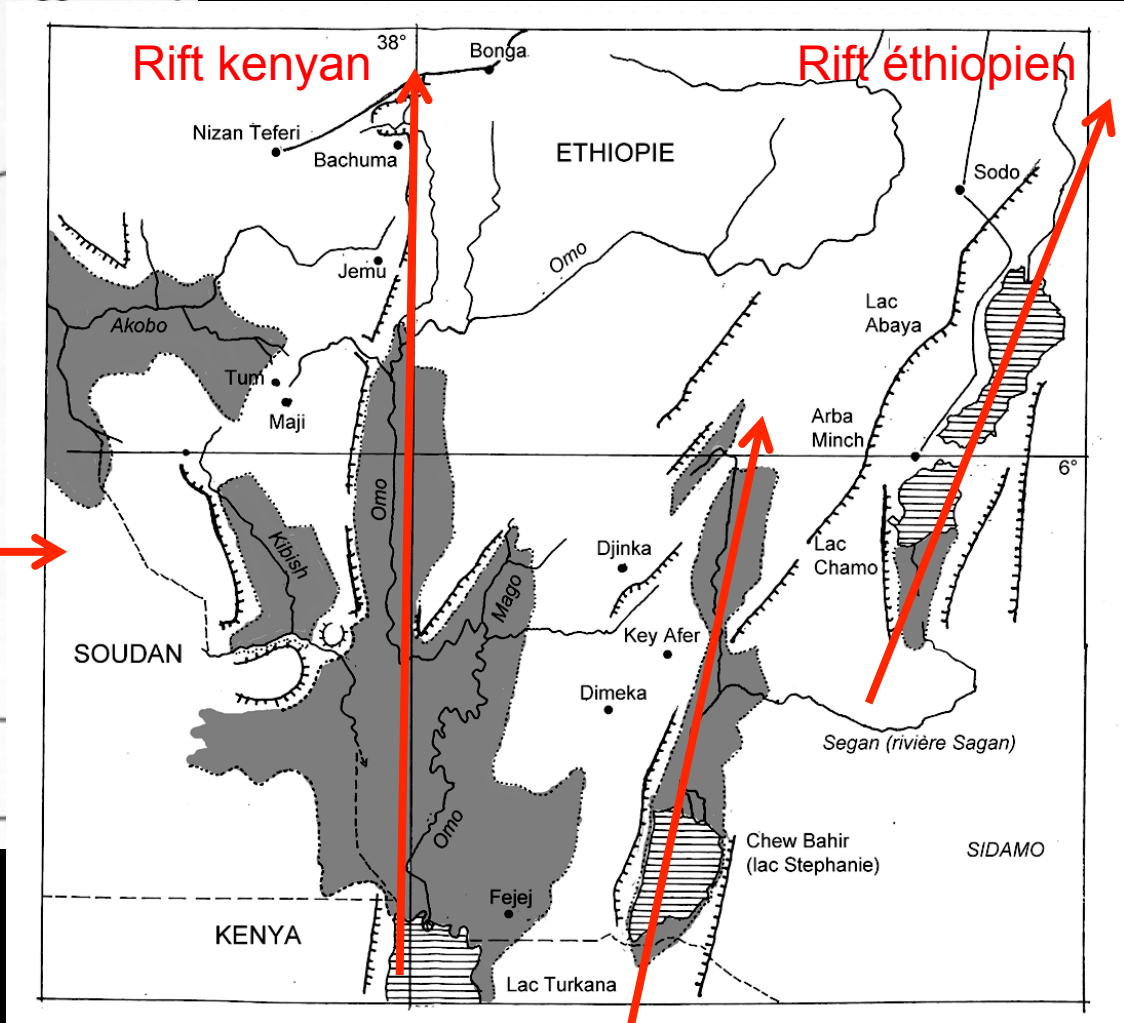 38°
Rift kenyan
Bonga
Rift éthiopien
Nizan Teferi
Bachuma
ETHIOPIE
Sodo
Jemu
Omo
Akobo
Lac
Abaya
Tum
Maji
Arba
Minch
6°
Omo
Kibish
Djinka
Mago
Lac
Chamo
Key Afer
SOUDAN
Dimeka
Segan (rivière Sagan)
Omo
Chew Bahir
(lac Stephanie)
SIDAMO
Fejej
KENYA
Lac Turkana